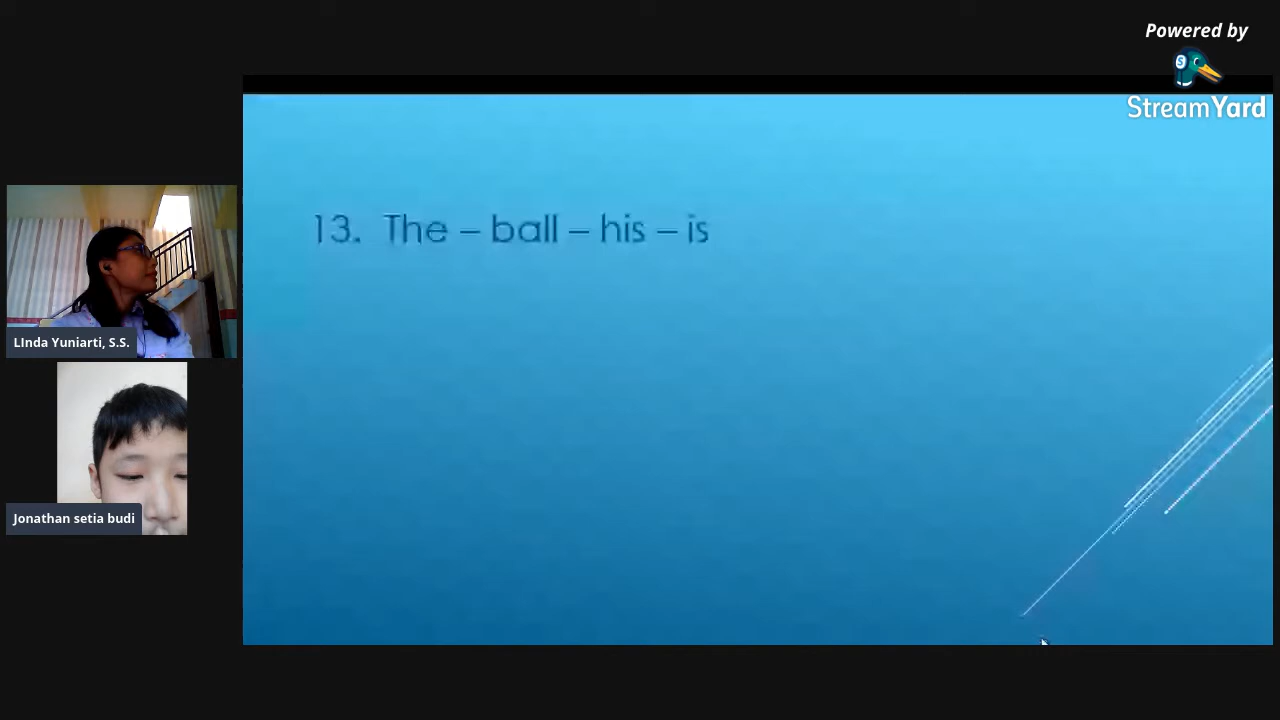 Powered by
StreamYard
13. The – ball – his – is
LInda Yuniarti, S.S.
Jonathan setia budi